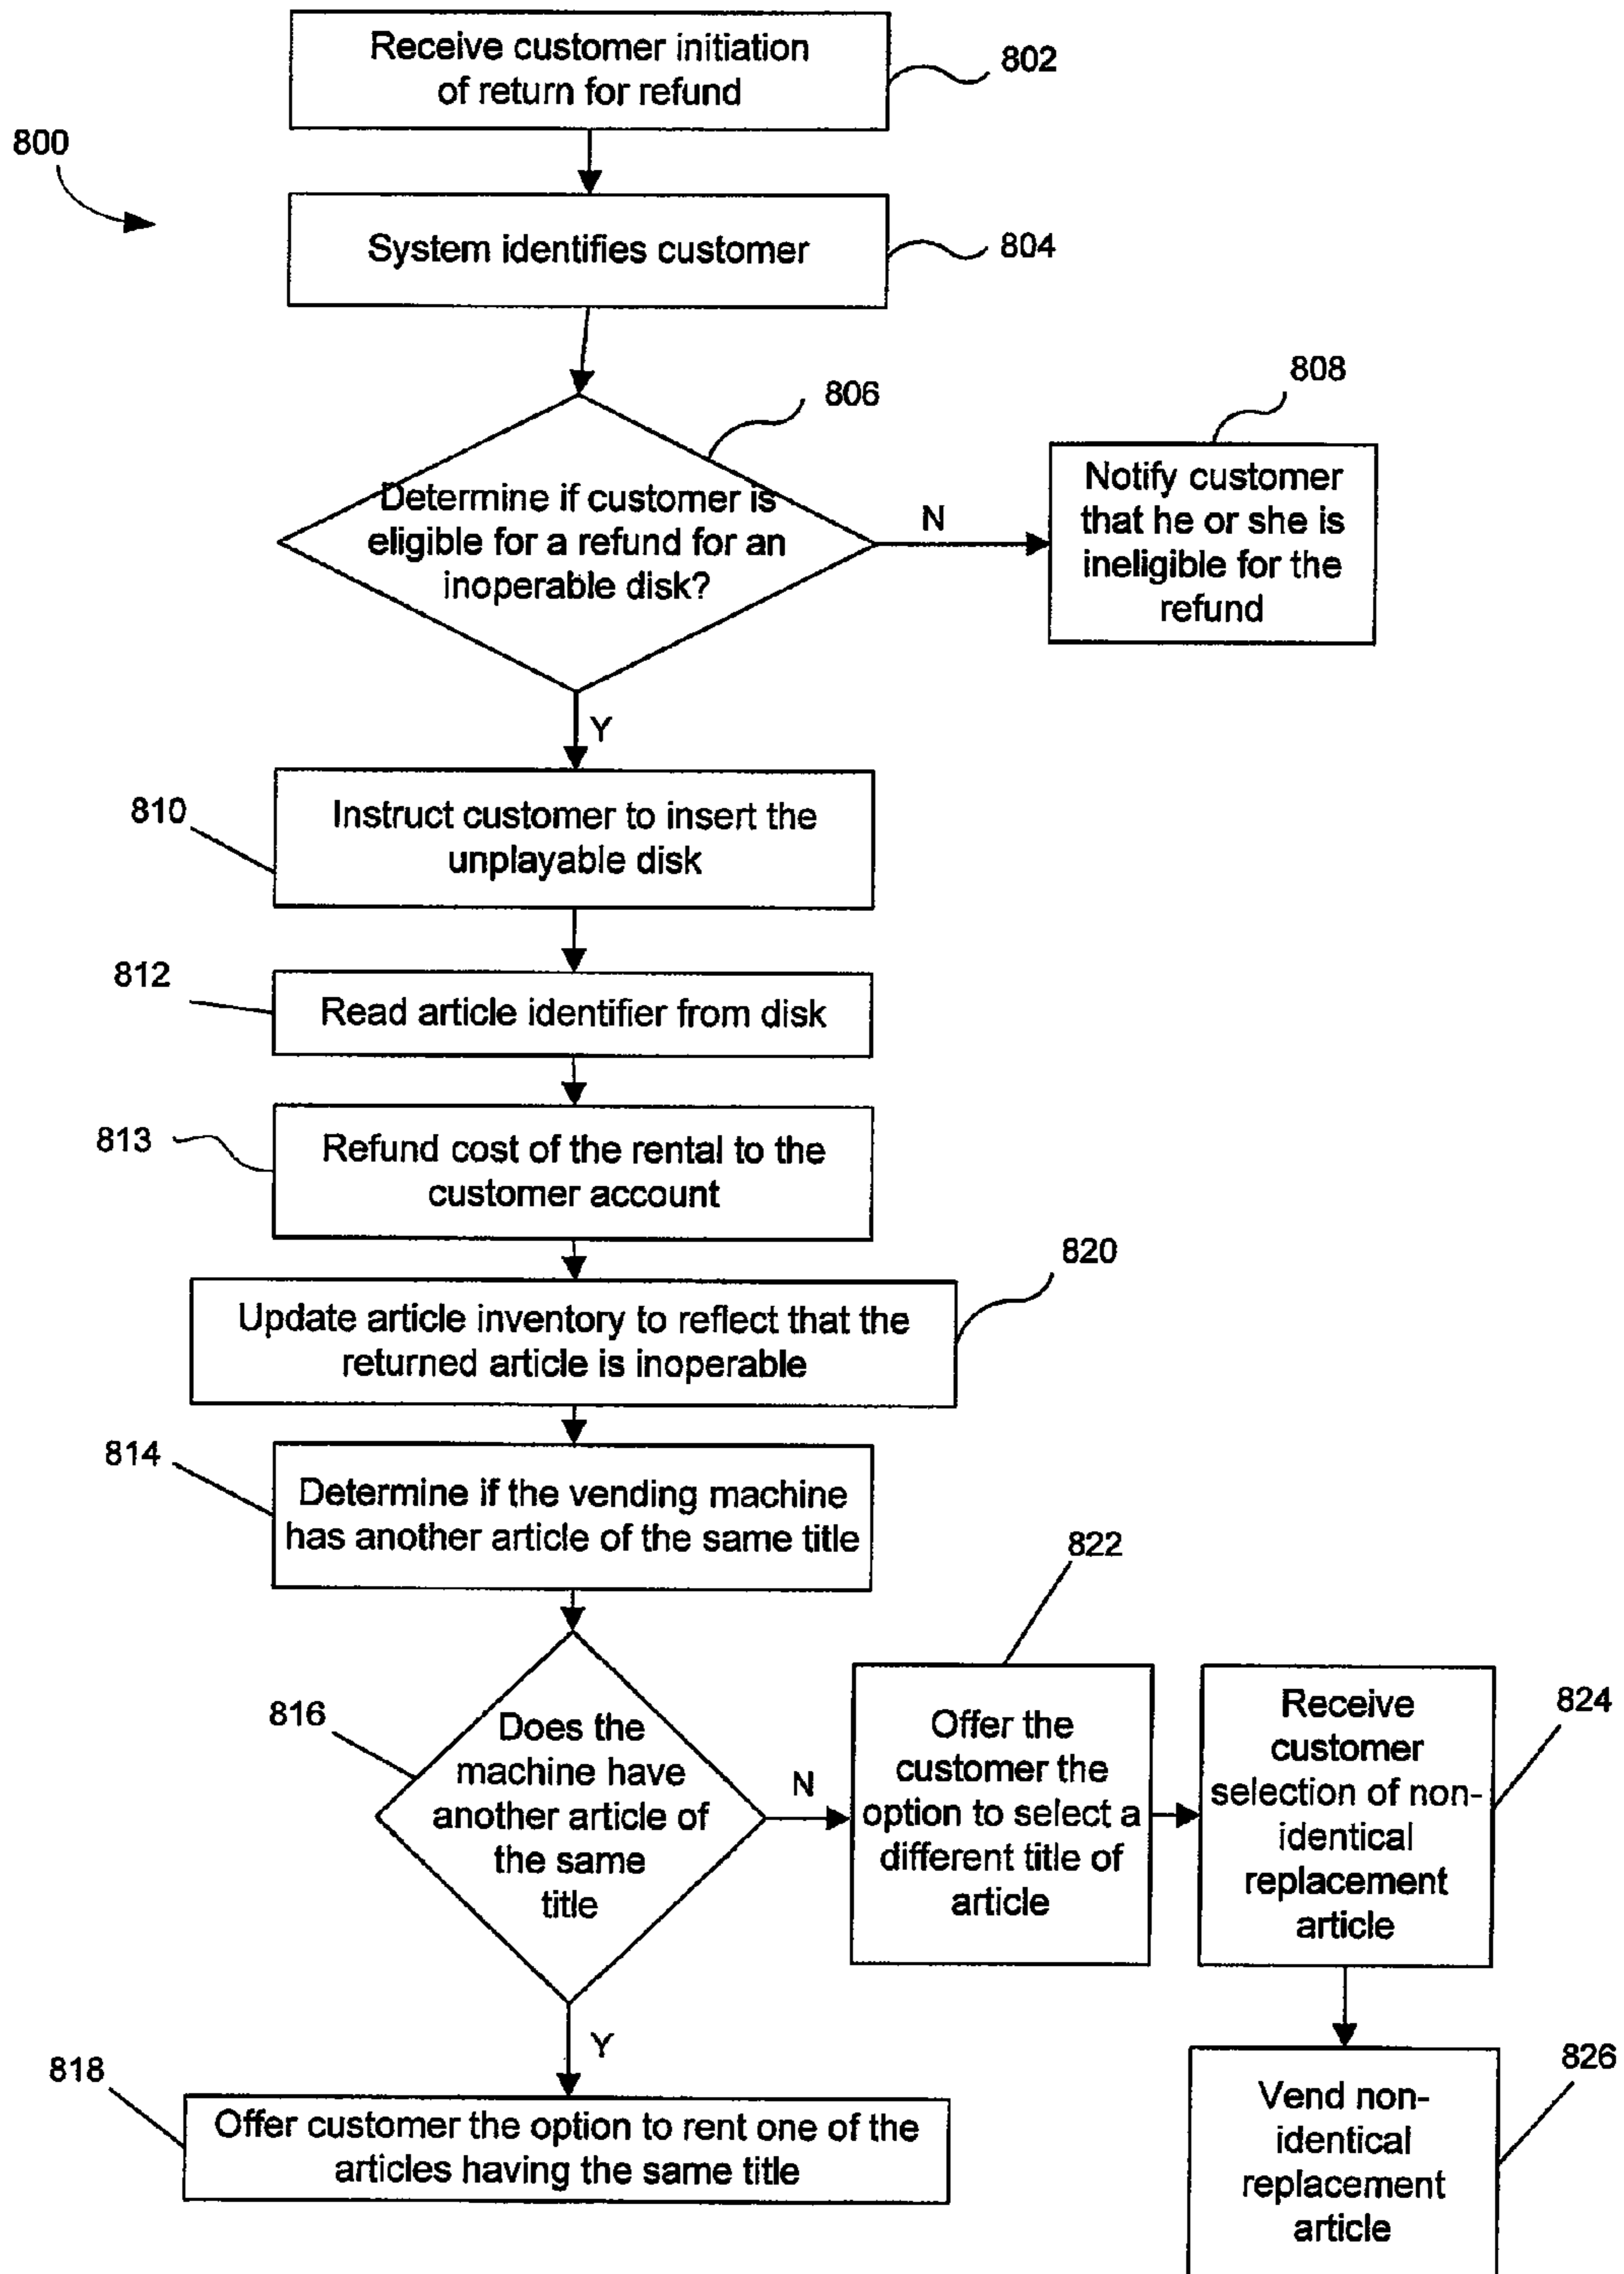 Receive customer initiation
of return for refund
802
800
System identifies customer
804
806
Determine if customer is
eligible for a refund for an
inoperable disk?
N
808
Notify customer
that he or she is
ineligible for the
refund
Y
810
Instruct customer to insert the
unplayable disk
812
Read article identifier from disk
813
Refund cost of the rental to the
customer account
820
Update article inventory to reflect that the
returned article is inoperable
814
Determine if the vending machine
has another article of the same title
816
Does the
machine have
another article of
the same
title
N
822
Offer the
customer the
option to select a
different title of
article
824
Receive
customer
selection of non-
identical
replacement
article
Y
818
Offer customer the option to rent one of the
articles having the same title
826
Vend non-
identical
replacement
article